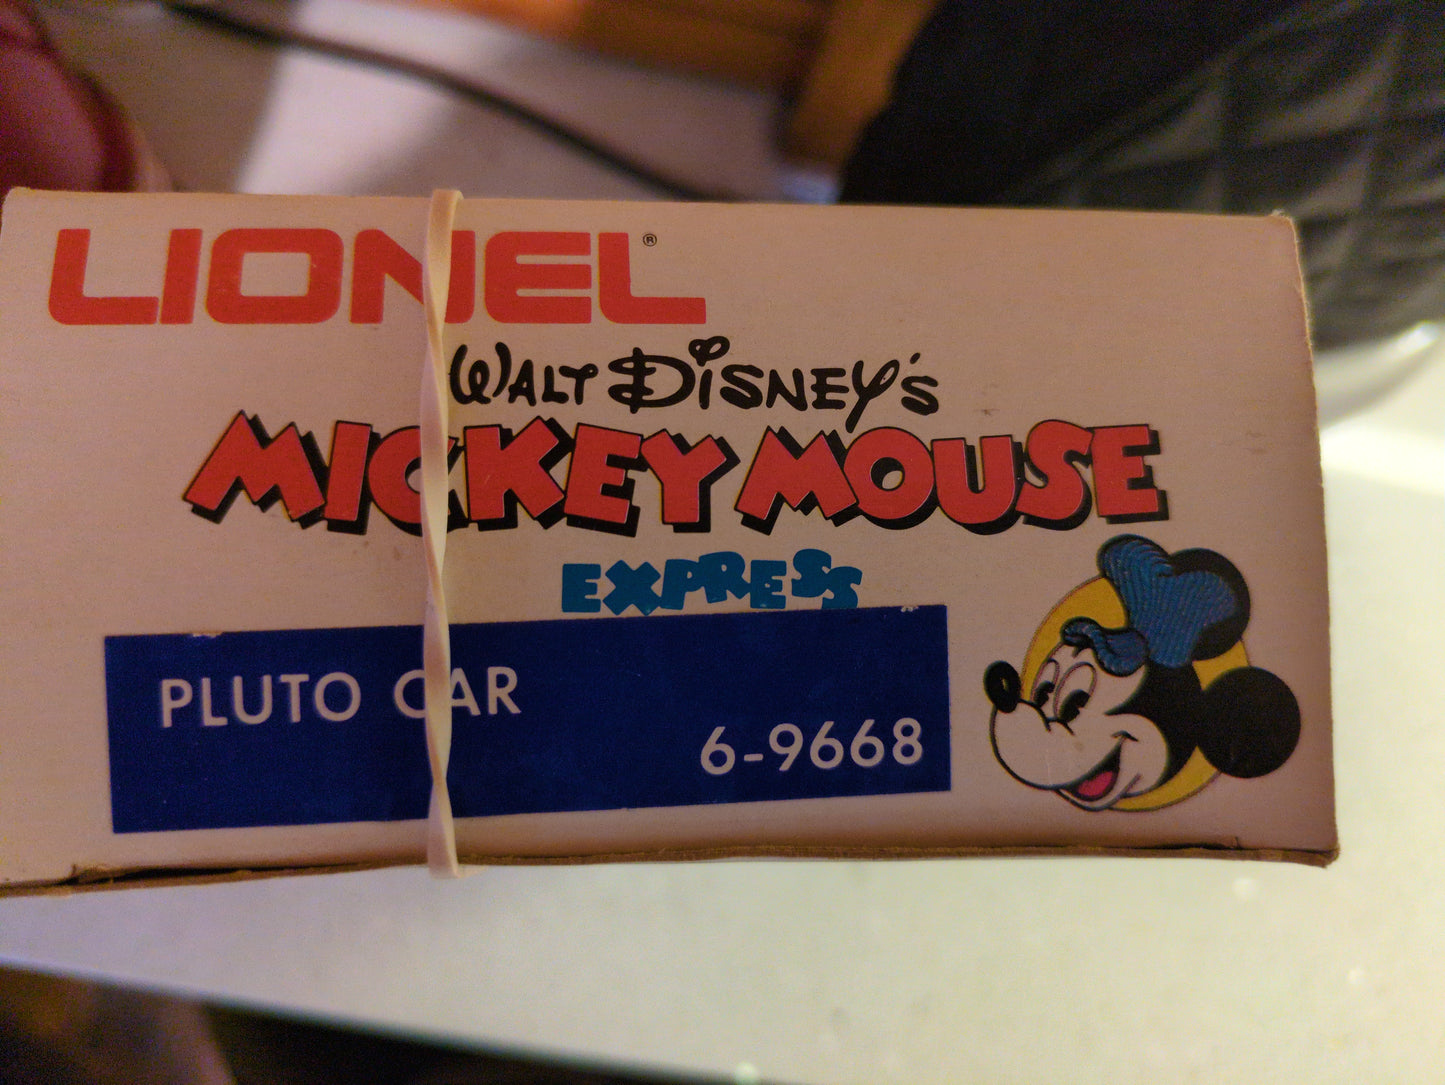 LIONEL®
WALT DISNEY'S
MICKEY MOUSE
EXPRESS
PLUTO CAR
6-9668